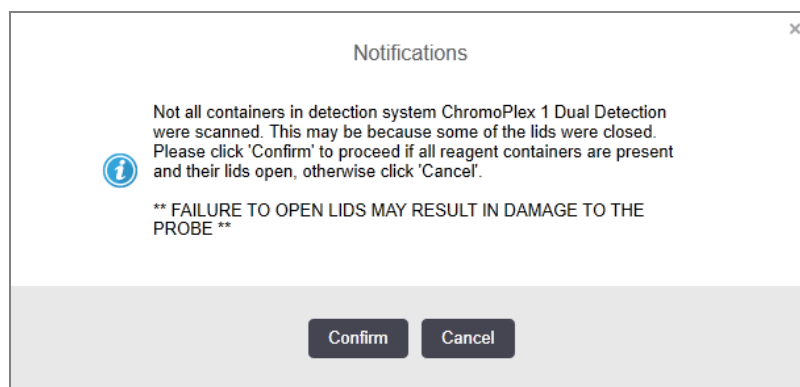 ×
Notifications
Not all containers in detection system ChromoPlex 1 Dual Detection
were scanned. This may be because some of the lids were closed.
Please click 'Confirm' to proceed if all reagent containers are present
and their lids open, otherwise click 'Cancel'.
** FAILURE TO OPEN LIDS MAY RESULT IN DAMAGE TO THE
PROBE **
Confirm Cancel